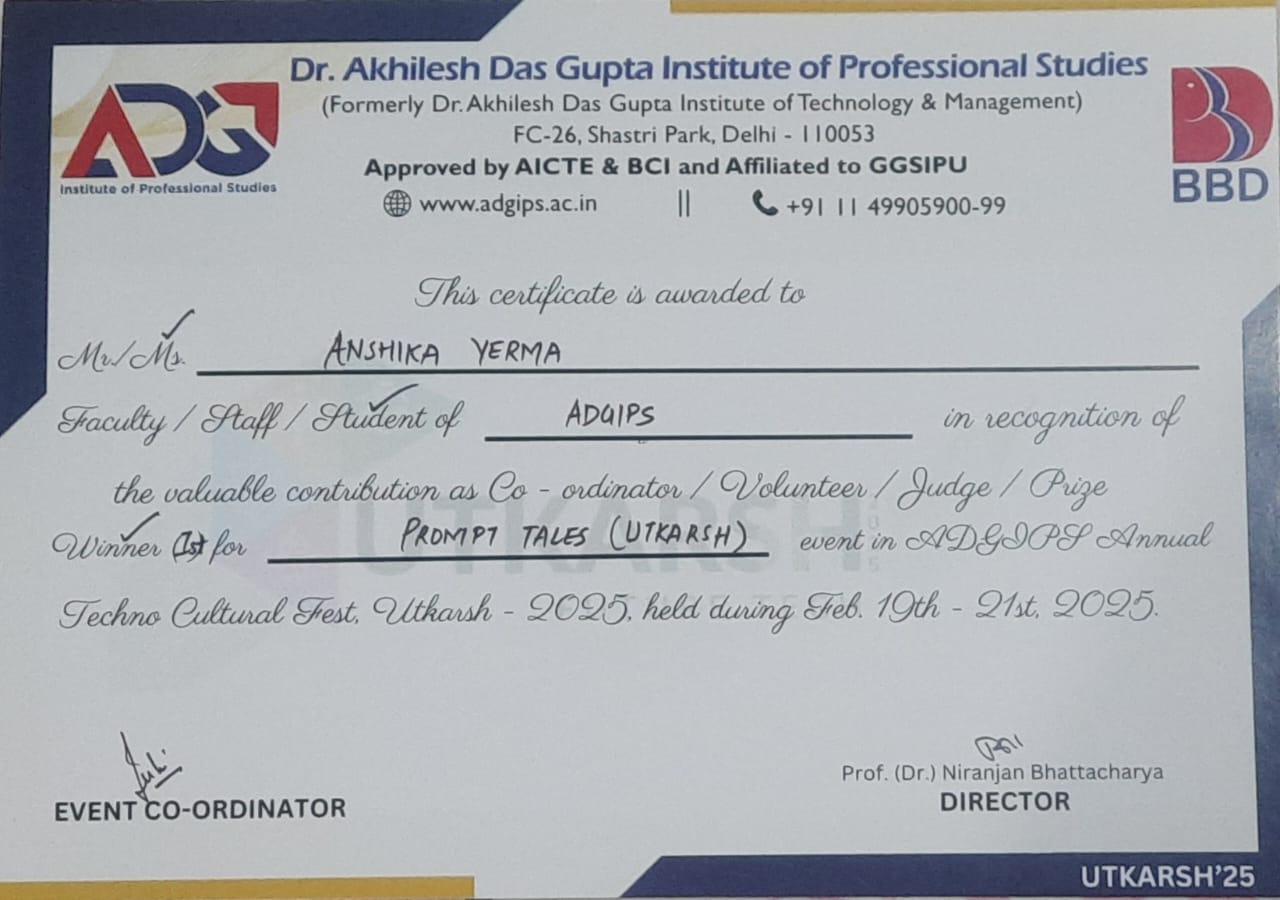 ADGI
Institute of Professional Studies
Dr. Akhilesh Das Gupta Institute of Professional Studies
(Formerly Dr. Akhilesh Das Gupta Institute of Technology & Management)
FC-26, Shastri Park, Delhi - 110053
Approved by AICTE & BCI and Affiliated to GGSIPU
www.adgips.ac.in || +91 11 49905900-99
BBD
This certificate is awarded to
Mr./Ms. ANSHIKA VERMA
Faculty / Staff / Student of ADGIPS in recognition of
the valuable contribution as Co - ordinator / Volunteer / Judge / Prize
Winner (Ist for PROMPT TALES (UTKARSH) event in ADGIPS Annual
Techno Cultural Fest, Utkarsh - 2025, held during Feb. 19th - 21st, 2025.
UTKARSH
Prof. (Dr.) Niranjan Bhattacharya
EVENT CO-ORDINATOR DIRECTOR
UTKARSH'25